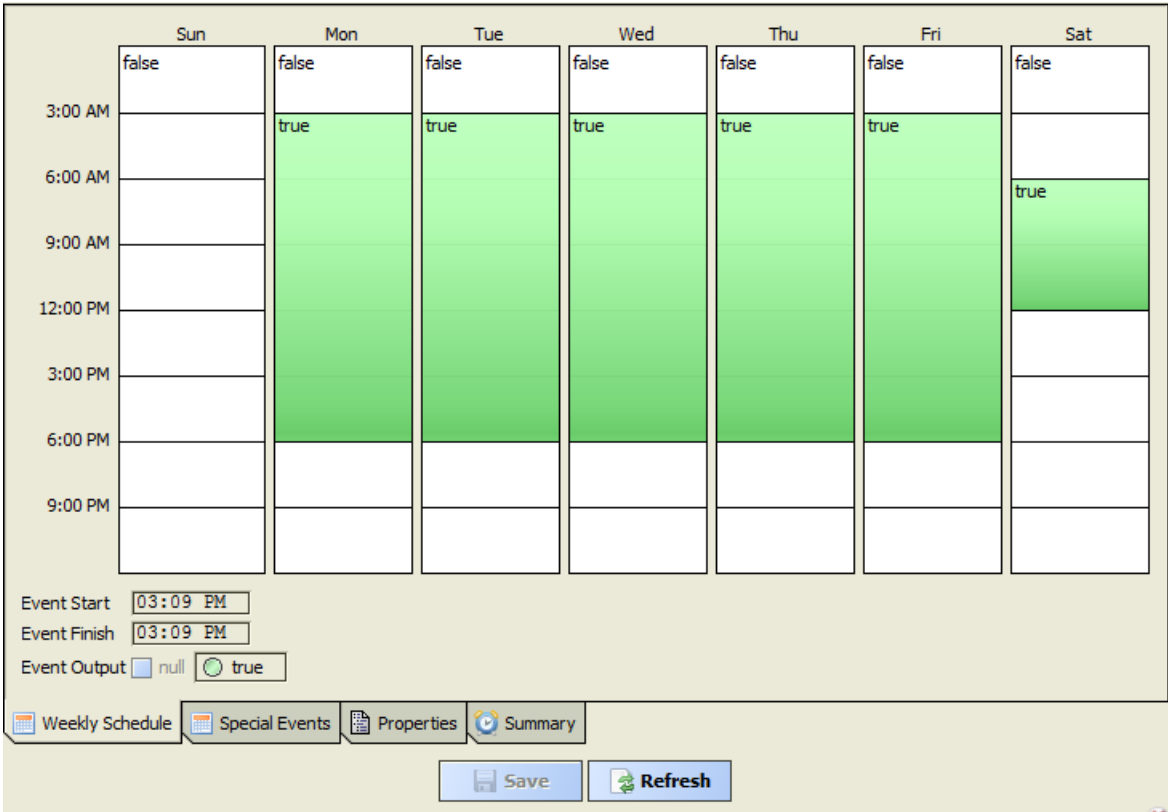 Sun Mon Tue Wed Thu Fri Sat
false false false false false false false
3:00 AM
true true true true true
6:00 AM
true
9:00 AM
12:00 PM
3:00 PM
6:00 PM
9:00 PM
Event Start 03:09 PM
Event Finish 03:09 PM
Event Output null true
Weekly Schedule Special Events Properties Summary
Save Refresh